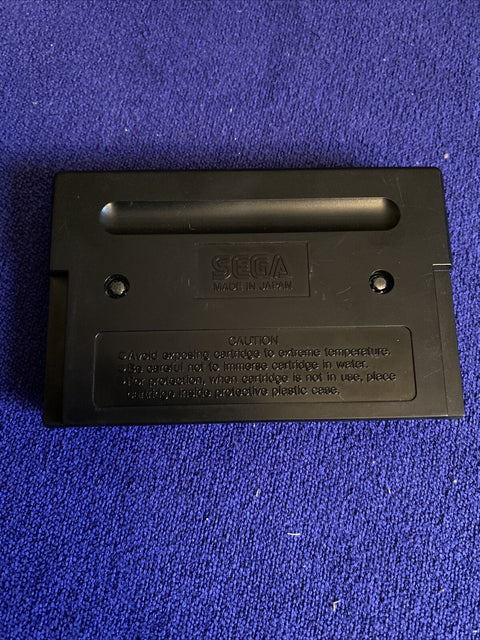 SEGA
MADE IN JAPAN
CAUTION
•Avoid exposing cartridge to extreme temperature.
•Be careful not to immerse cartridge in water.
•For protection, when cartridge is not in use, place
cartridge inside protective plastic case.